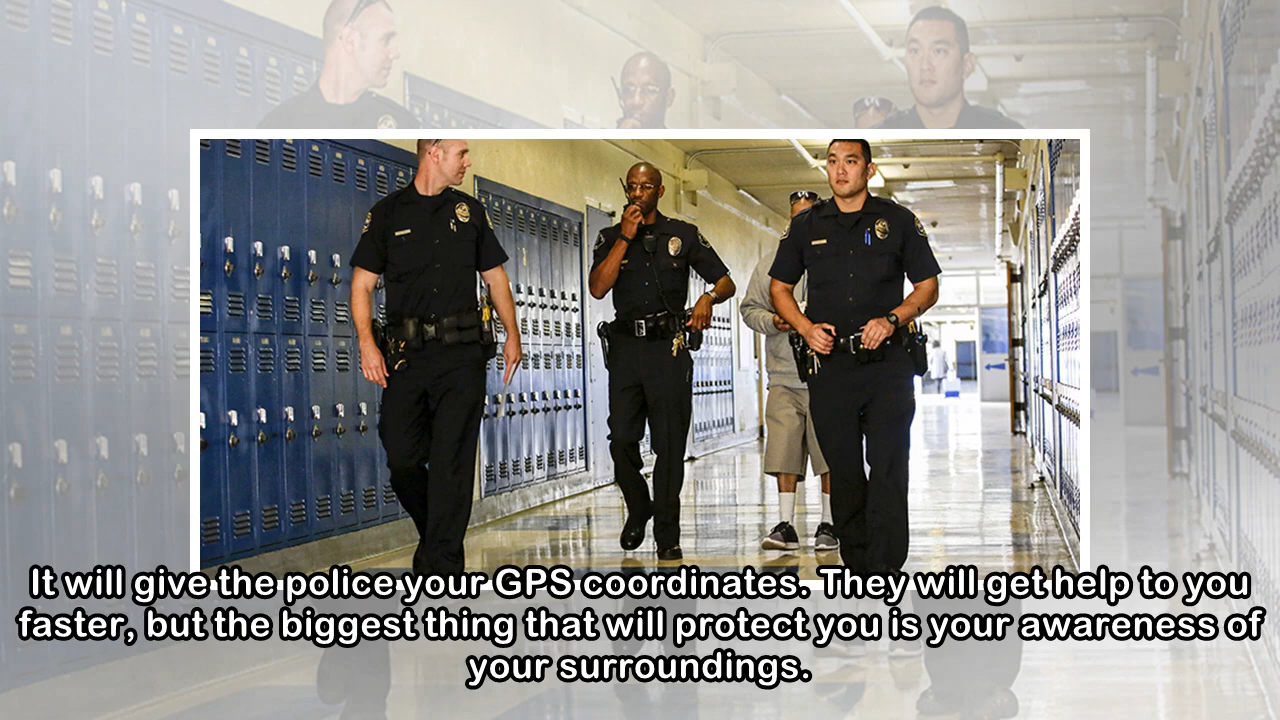 It will give the police your GPS coordinates. They will get help to you
faster, but the biggest thing that will protect you is your awareness of
your surroundings.